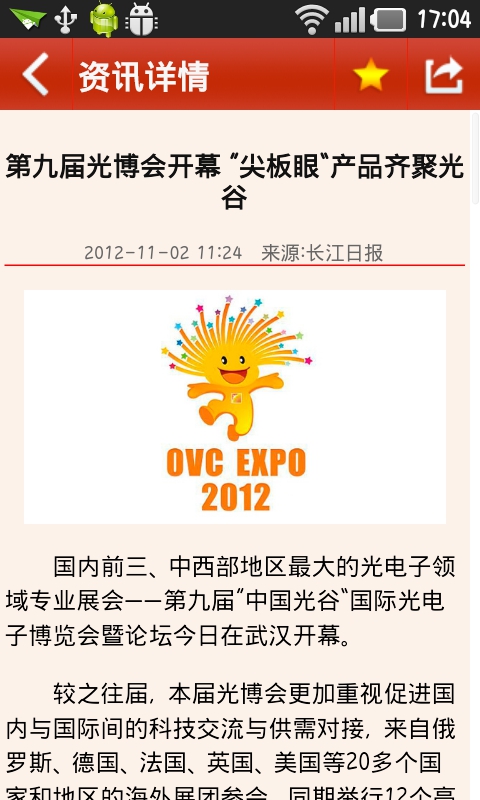 17:04
资讯详情
第九届光博会开幕 〞尖板眼〝产品齐聚光
谷
2012-11-02 11:24 来源:长江日报
OVC EXPO
2012
国内前三、中西部地区最大的光电子领
域专业展会——第九届〞中国光谷〝国际光电
子博览会暨论坛今日在武汉开幕。
较之往届，本届光博会更加重视促进国
内与国际间的科技交流与供需对接，来自俄
罗斯、德国、法国、英国、美国等20多个国
家和地区的海外展团参会，同期举行12个高